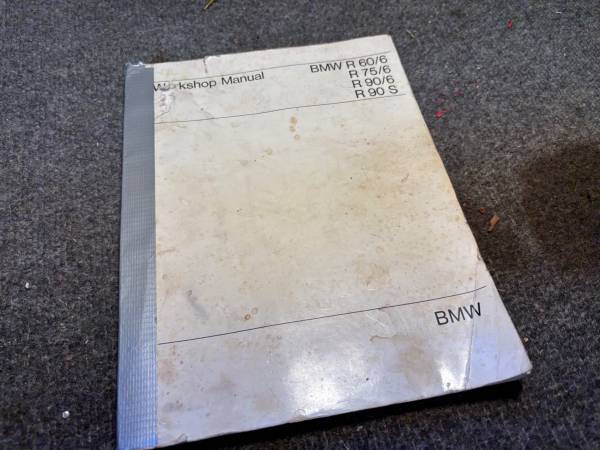 Workshop Manual BMW R 60/6
R 75/6
R 90/6
R 90 S
BMW